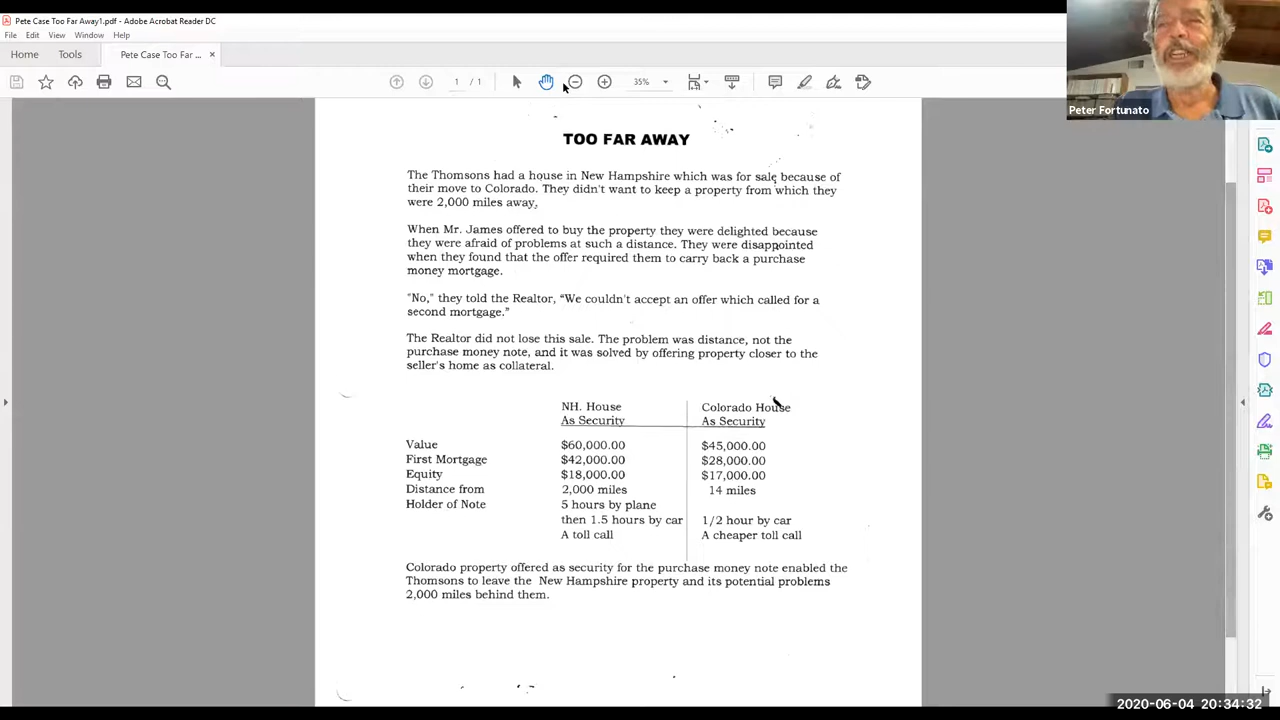 Pete Case Too Far Away1.pdf - Adobe Acrobat Reader DC
File Edit View Window Help
Home Tools Pete Case Too Far ... ×
1 / 1 35%
Peter Fortunato
TOO FAR AWAY
The Thomsons had a house in New Hampshire which was for sale because of
their move to Colorado. They didn't want to keep a property from which they
were 2,000 miles away.
When Mr. James offered to buy the property they were delighted because
they were afraid of problems at such a distance. They were disappointed
when they found that the offer required them to carry back a purchase
money mortgage.
"No," they told the Realtor, "We couldn't accept an offer which called for a
second mortgage."
The Realtor did not lose this sale. The problem was distance, not the
purchase money note, and it was solved by offering property closer to the
seller's home as collateral.
NH. House Colorado House
As Security As Security
Value $60,000.00 $45,000.00
First Mortgage $42,000.00 $28,000.00
Equity $18,000.00 $17,000.00
Distance from 2,000 miles 14 miles
Holder of Note 5 hours by plane
then 1.5 hours by car 1/2 hour by car
A toll call A cheaper toll call
Colorado property offered as security for the purchase money note enabled the
Thomsons to leave the New Hampshire property and its potential problems
2,000 miles behind them.
2020-06-04 20:34:32